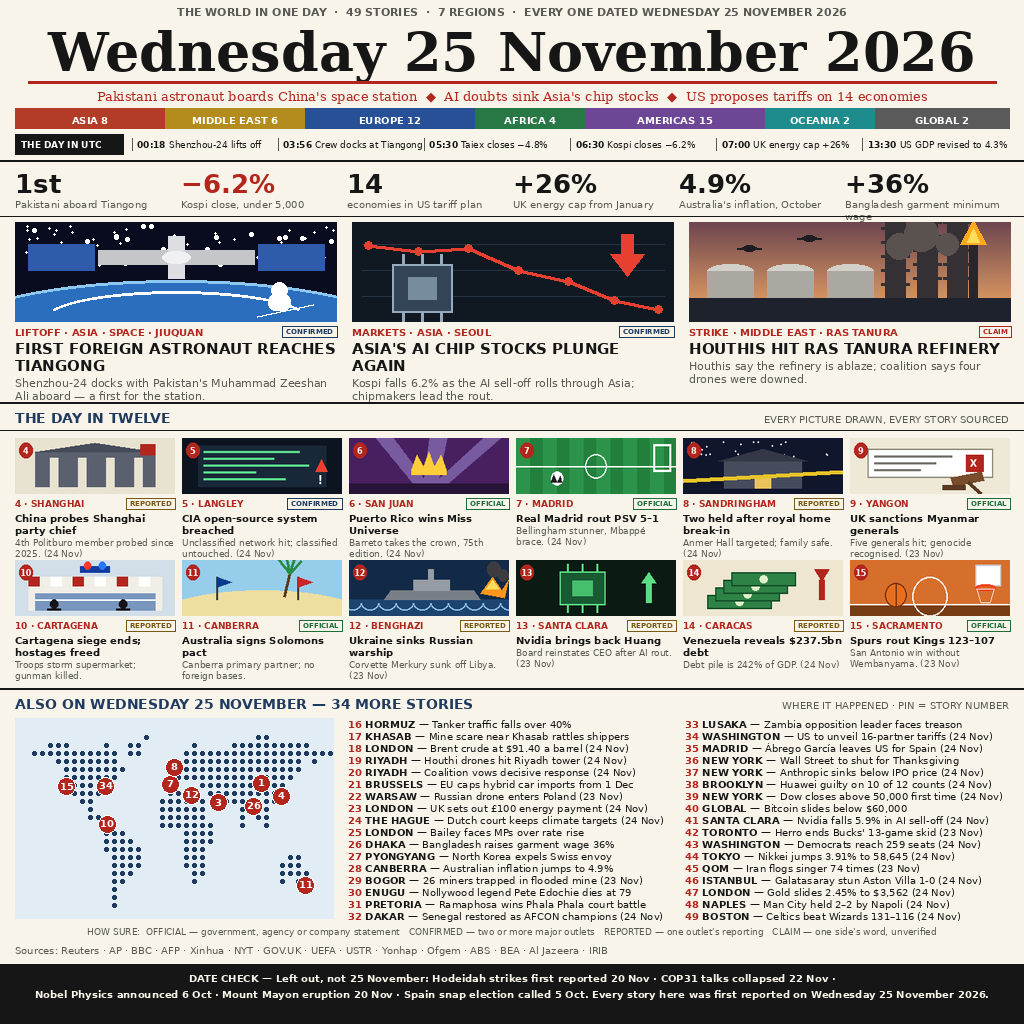 THE WORLD IN ONE DAY · 49 STORIES · 7 REGIONS · EVERY ONE DATED WEDNESDAY 25 NOVEMBER 2026
Wednesday 25 November 2026
Pakistani astronaut boards China's space station ◆ AI doubts sink Asia's chip stocks ◆ US proposes tariffs on 14 economies
ASIA 8 MIDDLE EAST 6 EUROPE 12 AFRICA 4 AMERICAS 15 OCEANIA 2 GLOBAL 2
THE DAY IN UTC 00:18 Shenzhou-24 lifts off 03:56 Crew docks at Tiangong 05:30 Taiex closes −4.8% 06:30 Kospi closes −6.2% 07:00 UK energy cap +26% 13:30 US GDP revised to 4.3%
1st
Pakistani aboard Tiangong
−6.2%
Kospi close, under 5,000
14
economies in US tariff plan
+26%
UK energy cap from January
4.9%
Australia's inflation, October
+36%
Bangladesh garment minimum
wage
LIFTOFF · ASIA · SPACE · JIUQUAN CONFIRMED
FIRST FOREIGN ASTRONAUT REACHES
TIANGONG
Shenzhou-24 docks with Pakistan's Muhammad Zeeshan
Ali aboard — a first for the station.
MARKETS · ASIA · SEOUL CONFIRMED
ASIA'S AI CHIP STOCKS PLUNGE
AGAIN
Kospi falls 6.2% as the AI sell-off rolls through Asia;
chipmakers lead the rout.
STRIKE · MIDDLE EAST · RAS TANURA CLAIM
HOUTHIS HIT RAS TANURA REFINERY
Houthis say the refinery is ablaze; coalition says four
drones were downed.
THE DAY IN TWELVE EVERY PICTURE DRAWN, EVERY STORY SOURCED
4
4 · SHANGHAI REPORTED
China probes Shanghai
party chief
4th Politburo member probed since
2025. (24 Nov)
5
!
5 · LANGLEY CONFIRMED
CIA open-source system
breached
Unclassified network hit; classified
untouched. (24 Nov)
6
6 · SAN JUAN OFFICIAL
Puerto Rico wins Miss
Universe
Barreto takes the crown, 75th
edition. (24 Nov)
7
7 · MADRID OFFICIAL
Real Madrid rout PSV 5–1
Bellingham stunner, Mbappé
brace. (24 Nov)
8
8 · SANDRINGHAM REPORTED
Two held after royal home
break-in
Anmer Hall targeted; family safe.
(24 Nov)
9
X
9 · YANGON OFFICIAL
UK sanctions Myanmar
generals
Five generals hit; genocide
recognised. (23 Nov)
10
10 · CARTAGENA REPORTED
Cartagena siege ends;
hostages freed
Troops storm supermarket;
gunman killed.
11
11 · CANBERRA OFFICIAL
Australia signs Solomons
pact
Canberra primary partner; no
foreign bases.
12
12 · BENGHAZI REPORTED
Ukraine sinks Russian
warship
Corvette Merkury sunk off Libya.
(23 Nov)
13
13 · SANTA CLARA REPORTED
Nvidia brings back Huang
Board reinstates CEO after AI rout.
(23 Nov)
14
14 · CARACAS REPORTED
Venezuela reveals $237.5bn
debt
Debt pile is 242% of GDP. (24 Nov)
15
15 · SACRAMENTO OFFICIAL
Spurs rout Kings 123–107
San Antonio win without
Wembanyama. (23 Nov)
ALSO ON WEDNESDAY 25 NOVEMBER — 34 MORE STORIES WHERE IT HAPPENED · PIN = STORY NUMBER
8
15 34 7 1
12 3 26 4
10
11
16 HORMUZ — Tanker traffic falls over 40%
17 KHASAB — Mine scare near Khasab rattles shippers
18 LONDON — Brent crude at $91.40 a barrel (24 Nov)
19 RIYADH — Houthi drones hit Riyadh tower (24 Nov)
20 RIYADH — Coalition vows decisive response (24 Nov)
21 BRUSSELS — EU caps hybrid car imports from 1 Dec
22 WARSAW — Russian drone enters Poland (23 Nov)
23 LONDON — UK sets out £100 energy payment (24 Nov)
24 THE HAGUE — Dutch court keeps climate targets (24 Nov)
25 LONDON — Bailey faces MPs over rate rise
26 DHAKA — Bangladesh raises garment wage 36%
27 PYONGYANG — North Korea expels Swiss envoy
28 CANBERRA — Australian inflation jumps to 4.9%
29 BOGOR — 26 miners trapped in flooded mine (23 Nov)
30 ENUGU — Nollywood legend Pete Edochie dies at 79
31 PRETORIA — Ramaphosa wins Phala Phala court battle
32 DAKAR — Senegal restored as AFCON champions (24 Nov)
33 LUSAKA — Zambia opposition leader faces treason
34 WASHINGTON — US to unveil 16-partner tariffs (24 Nov)
35 MADRID — Ábrego García leaves US for Spain (24 Nov)
36 NEW YORK — Wall Street to shut for Thanksgiving
37 NEW YORK — Anthropic sinks below IPO price (24 Nov)
38 BROOKLYN — Huawei guilty on 10 of 12 counts (24 Nov)
39 NEW YORK — Dow closes above 50,000 first time (24 Nov)
40 GLOBAL — Bitcoin slides below $60,000
41 SANTA CLARA — Nvidia falls 5.9% in AI sell-off (24 Nov)
42 TORONTO — Herro ends Bucks' 13-game skid (23 Nov)
43 WASHINGTON — Democrats reach 259 seats (24 Nov)
44 TOKYO — Nikkei jumps 3.91% to 58,645 (24 Nov)
45 QOM — Iran flogs singer 74 times (23 Nov)
46 ISTANBUL — Galatasaray stun Aston Villa 1-0 (24 Nov)
47 LONDON — Gold slides 2.45% to $3,562 (24 Nov)
48 NAPLES — Man City held 2–2 by Napoli (24 Nov)
49 BOSTON — Celtics beat Wizards 131–116 (24 Nov)
HOW SURE: OFFICIAL — government, agency or company statement CONFIRMED — two or more major outlets REPORTED — one outlet's reporting CLAIM — one side's word, unverified
Sources: Reuters · AP · BBC · AFP · Xinhua · NYT · GOV.UK · UEFA · USTR · Yonhap · Ofgem · ABS · BEA · Al Jazeera · IRIB
DATE CHECK — Left out, not 25 November: Hodeidah strikes first reported 20 Nov · COP31 talks collapsed 22 Nov ·
Nobel Physics announced 6 Oct · Mount Mayon eruption 20 Nov · Spain snap election called 5 Oct. Every story here was first reported on Wednesday 25 November 2026.